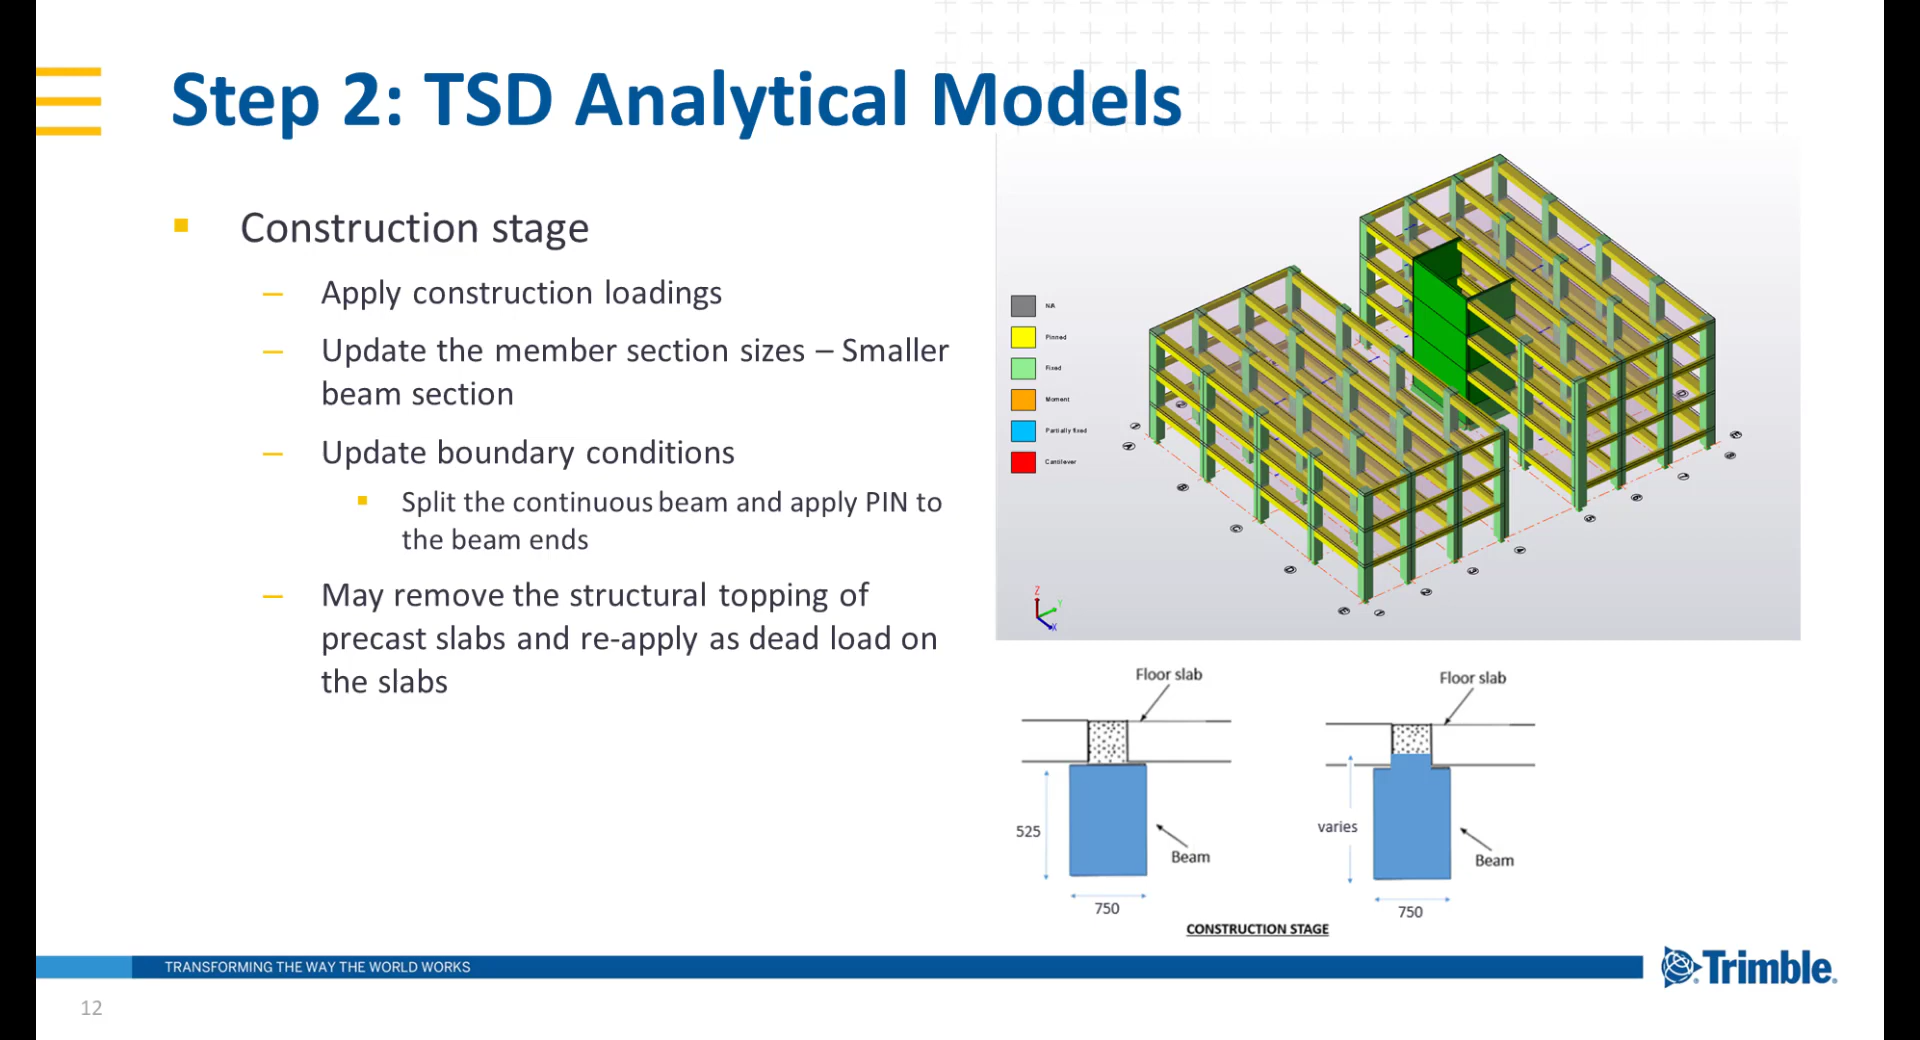 Step 2: TSD Analytical Models
▪ Construction stage
– Apply construction loadings
– Update the member section sizes – Smaller
beam section
– Update boundary conditions
▪ Split the continuous beam and apply PIN to
the beam ends
– May remove the structural topping of
precast slabs and re-apply as dead load on
the slabs
N/A
Pinned
Fixed
Moment
Partially fixed
Cantilever
Z
Y
X
Floor slab
525
Beam
750
Floor slab
varies
Beam
750
CONSTRUCTION STAGE
TRANSFORMING THE WAY THE WORLD WORKS
Trimble
12